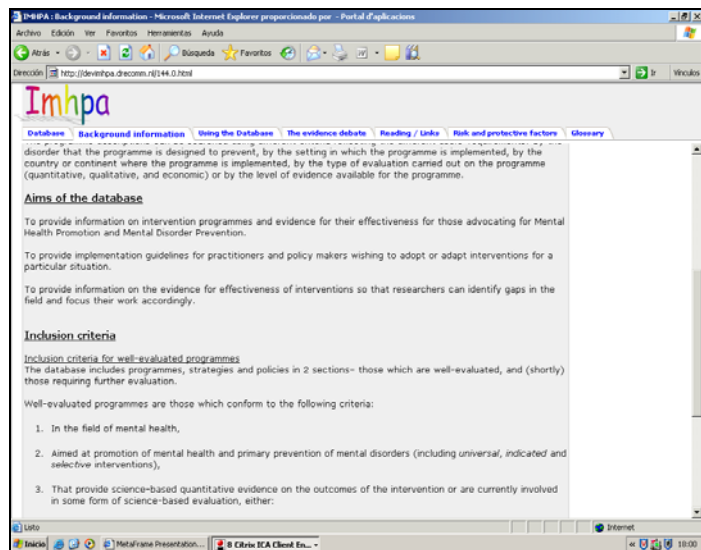 IMHPA : Background information - Microsoft Internet Explorer proporcionado por - Portal d'aplicacions
Archivo Edición Ver Favoritos Herramientas Ayuda
Atrás Búsqueda Favoritos
Dirección http://devimhpa.drecomm.nl/144.0.html Ir Vínculos
Imhpa
Database Background information Using the Database The evidence debate Reading / Links Risk and protective factors Glossary
disorder that the programme is designed to prevent, by the setting in which the programme is implemented, by the
country or continent where the programme is implemented, by the type of evaluation carried out on the programme
(quantitative, qualitative, and economic) or by the level of evidence available for the programme.
Aims of the database
To provide information on intervention programmes and evidence for their effectiveness for those advocating for Mental
Health Promotion and Mental Disorder Prevention.
To provide implementation guidelines for practitioners and policy makers wishing to adopt or adapt interventions for a
particular situation.
To provide information on the evidence for effectiveness of interventions so that researchers can identify gaps in the
field and focus their work accordingly.
Inclusion criteria
Inclusion criteria for well-evaluated programmes
The database includes programmes, strategies and policies in 2 sections- those which are well-evaluated, and (shortly)
those requiring further evaluation.
Well-evaluated programmes are those which conform to the following criteria:
1. In the field of mental health,
2. Aimed at promotion of mental health and primary prevention of mental disorders (including universal, indicated and
selective interventions),
3. That provide science-based quantitative evidence on the outcomes of the intervention or are currently involved
in some form of science-based evaluation, either:
Listo Internet
Inicio MetaFrame Presentation... 8 Citrix ICA Client En... 18:00